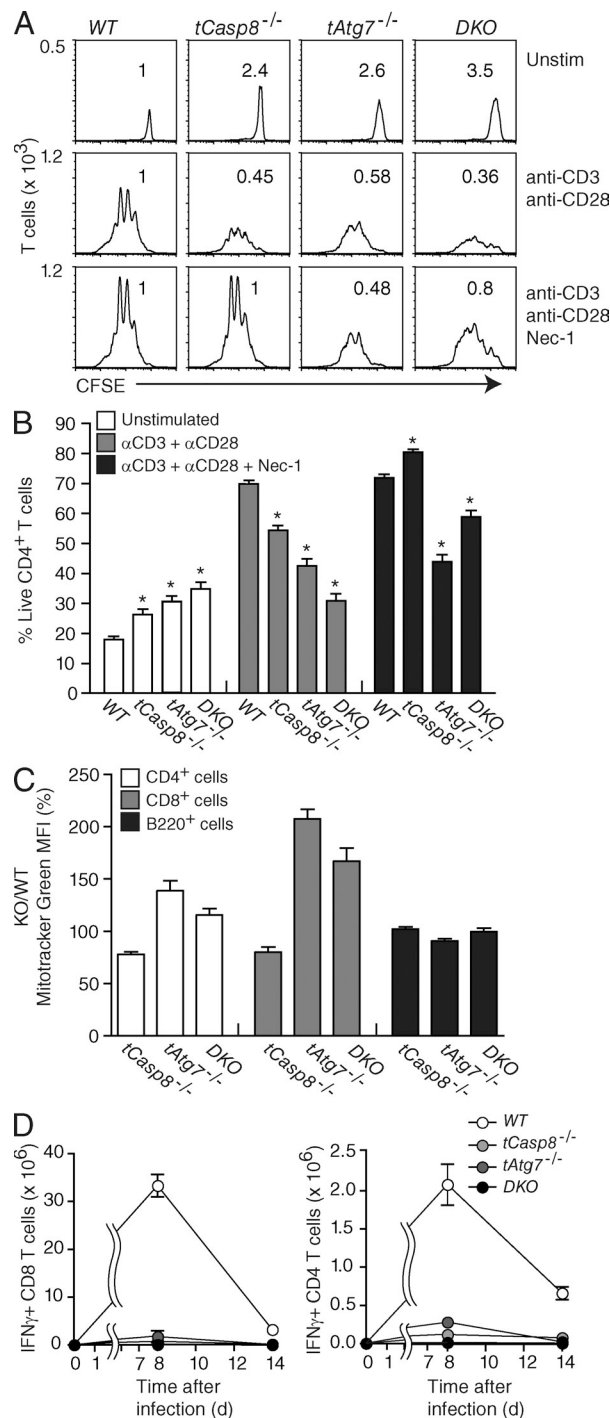 A
WT tCasp8-/- tAtg7-/- DKO
0.5
1 2.4 2.6 3.5
Unstim
T cells (x 10³)
1.2
1 0.45 0.58 0.36
anti-CD3
anti-CD28
1.2
1 1 0.48 0.8
anti-CD3
anti-CD28
Nec-1
CFSE
B
Unstimulated
αCD3 + αCD28
αCD3 + αCD28 + Nec-1
% Live CD4+ T cells
90
80
70
60
50
40
30
20
10
0
* * * * * * * * *
WT tCasp8-/- tAtg7-/- DKO WT tCasp8-/- tAtg7-/- DKO WT tCasp8-/- tAtg7-/- DKO
C
CD4+ cells
CD8+ cells
B220+ cells
KO/WT
Mitotracker Green MFI (%)
250
200
150
100
50
0
tCasp8-/- tAtg7-/- DKO tCasp8-/- tAtg7-/- DKO tCasp8-/- tAtg7-/- DKO
D
WT
tCasp8-/-
tAtg7-/-
DKO
IFNγ+ CD8 T cells (x 10⁶)
40
30
20
10
0
0 1 7 8 10 12 14
Time after
infection (d)
IFNγ+ CD4 T cells (x 10⁶)
2.5
2.0
1.5
1.0
0.5
0.0
0 1 7 8 10 12 14
Time after
infection (d)